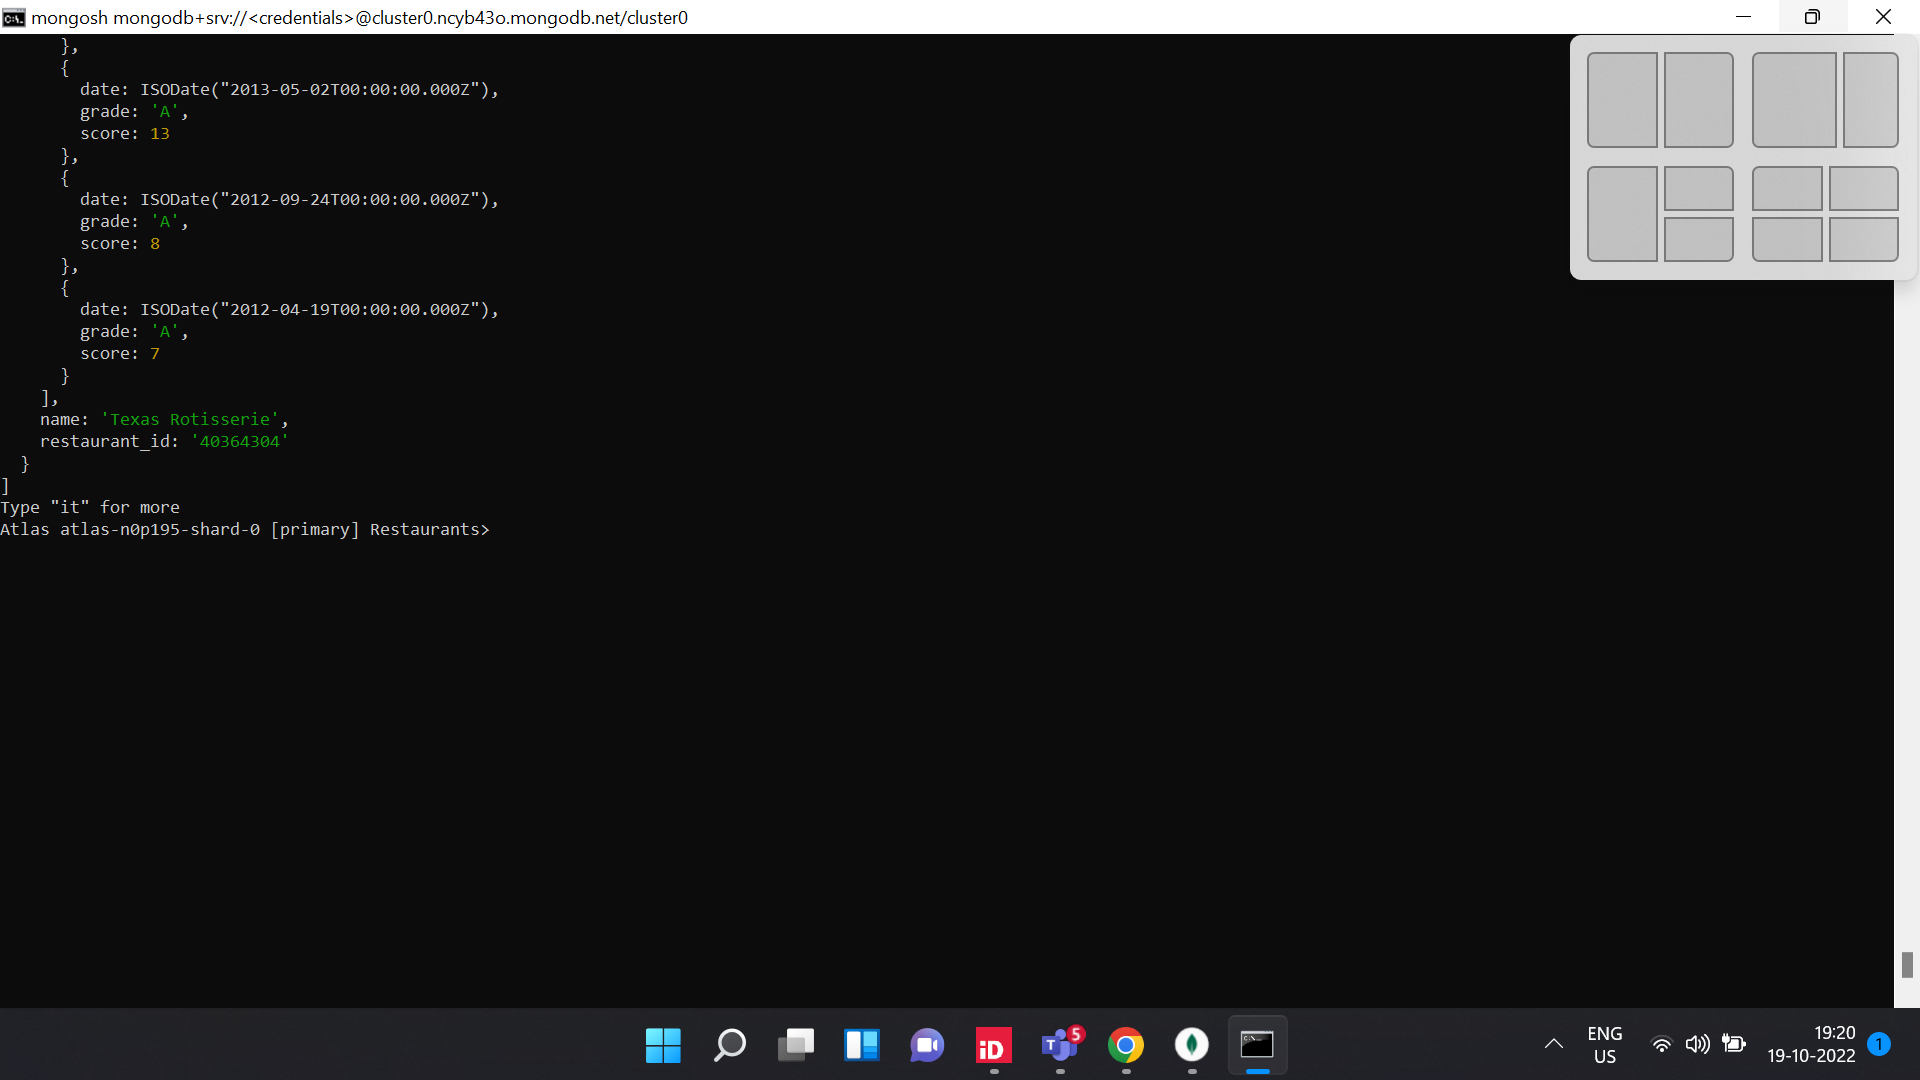 mongosh mongodb+srv://<credentials>@cluster0.ncyb43o.mongodb.net/cluster0
},
{
date: ISODate("2013-05-02T00:00:00.000Z"),
grade: 'A',
score: 13
},
{
date: ISODate("2012-09-24T00:00:00.000Z"),
grade: 'A',
score: 8
},
{
date: ISODate("2012-04-19T00:00:00.000Z"),
grade: 'A',
score: 7
}
],
name: 'Texas Rotisserie',
restaurant_id: '40364304'
}
]
Type "it" for more
Atlas atlas-n0p195-shard-0 [primary] Restaurants>
iD
T
5
ENG
US
19:20
19-10-2022
1